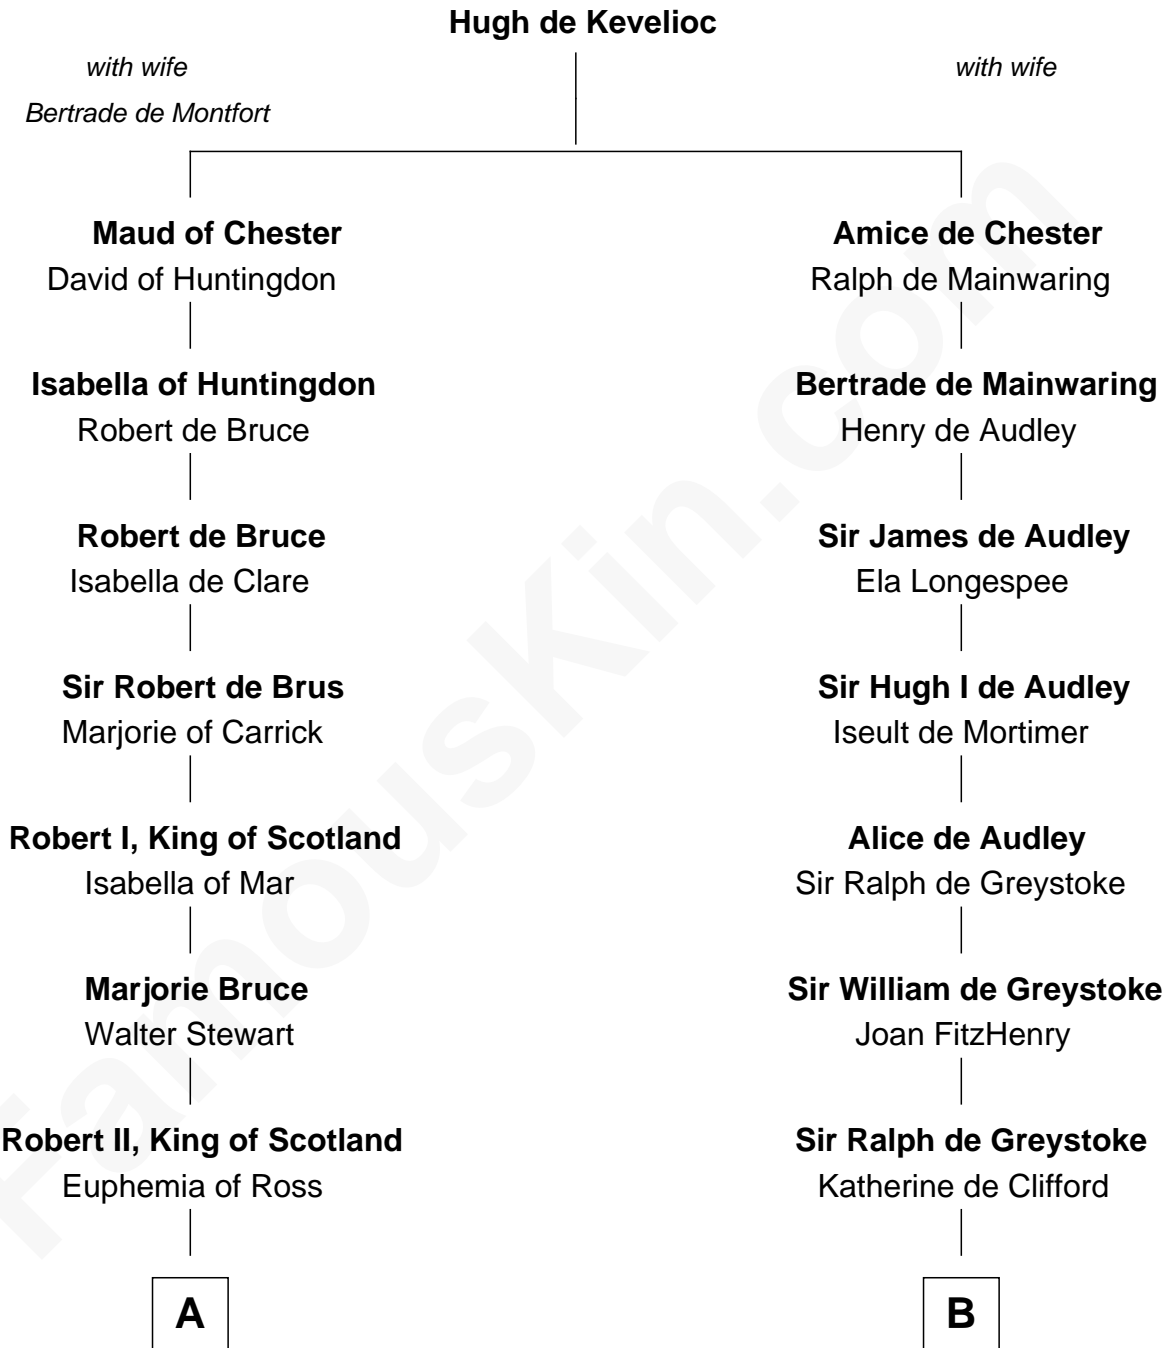 Hugh de Kevelioc
with wife
Bertrade de Montfort
with wife
Maud of Chester
David of Huntingdon
Amice de Chester
Ralph de Mainwaring
Isabella of Huntingdon
Robert de Bruce
Bertrade de Mainwaring
Henry de Audley
Robert de Bruce
Isabella de Clare
Sir James de Audley
Ela Longespee
Sir Robert de Brus
Marjorie of Carrick
Sir Hugh I de Audley
Iseult de Mortimer
Robert I, King of Scotland
Isabella of Mar
Alice de Audley
Sir Ralph de Greystoke
Marjorie Bruce
Walter Stewart
Sir William de Greystoke
Joan FitzHenry
Robert II, King of Scotland
Euphemia of Ross
Sir Ralph de Greystoke
Katherine de Clifford
A
B
FamousKin.com